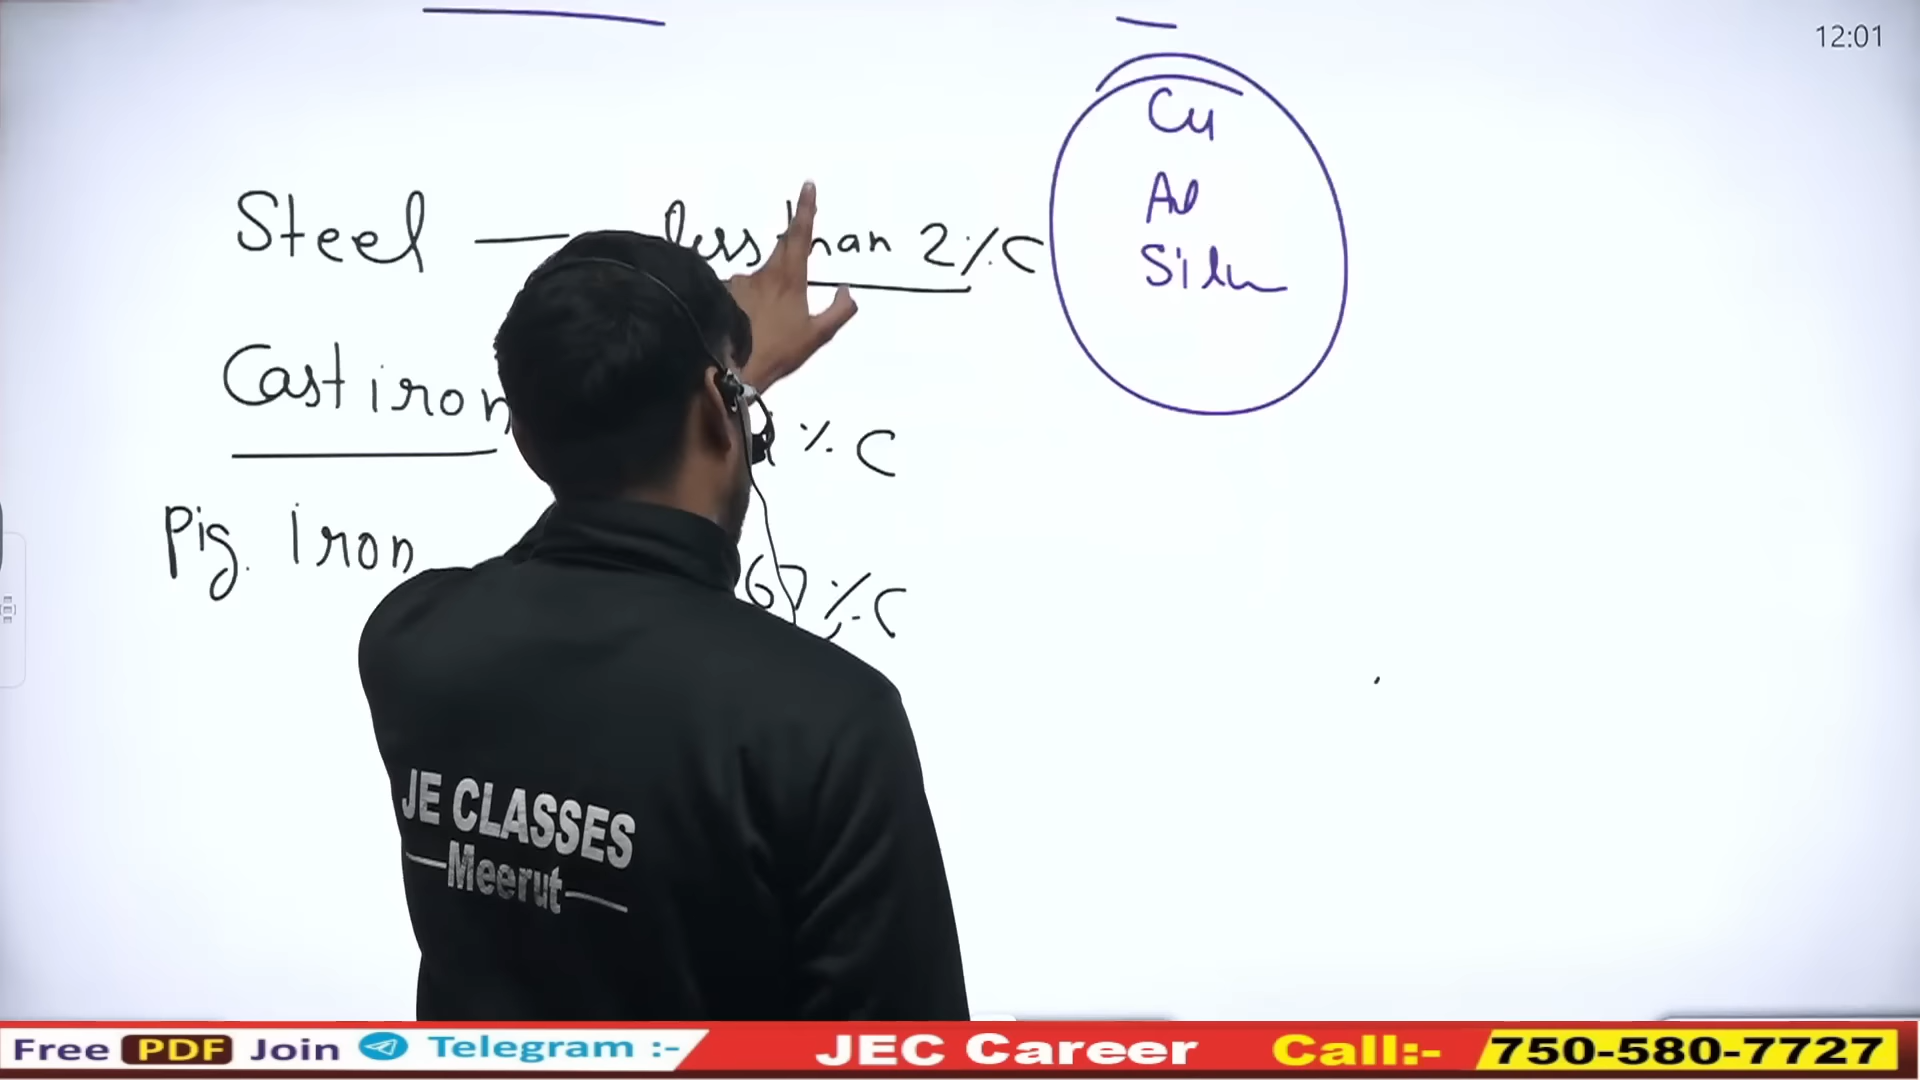 12:01
Cu
Al
Steel — less than 2% C
Cast iron % C
Pig. Iron 67 % C
JE CLASSES
Meerut
Free PDF Join Telegram :- JEC Career Call:- 750-580-7727